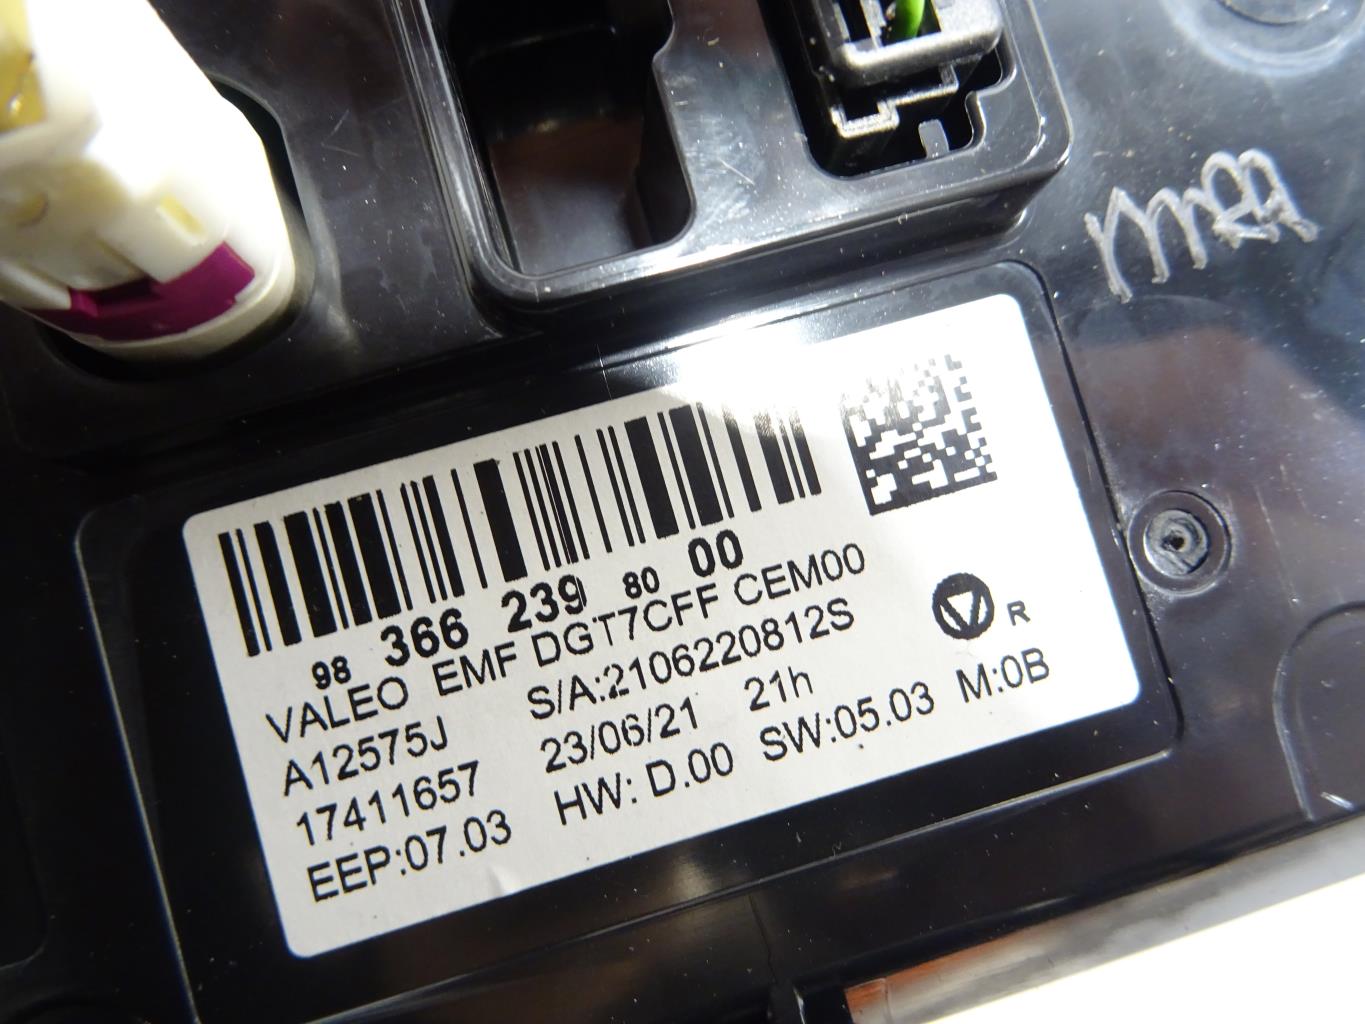 98 366 239 80 00
VALEO EMF DGT7CFF CEM00
A12575J S/A:2106220812S
17411657 23/06/21 21h
EEP:07.03 HW: D.00 SW:05.03 M:0B
R